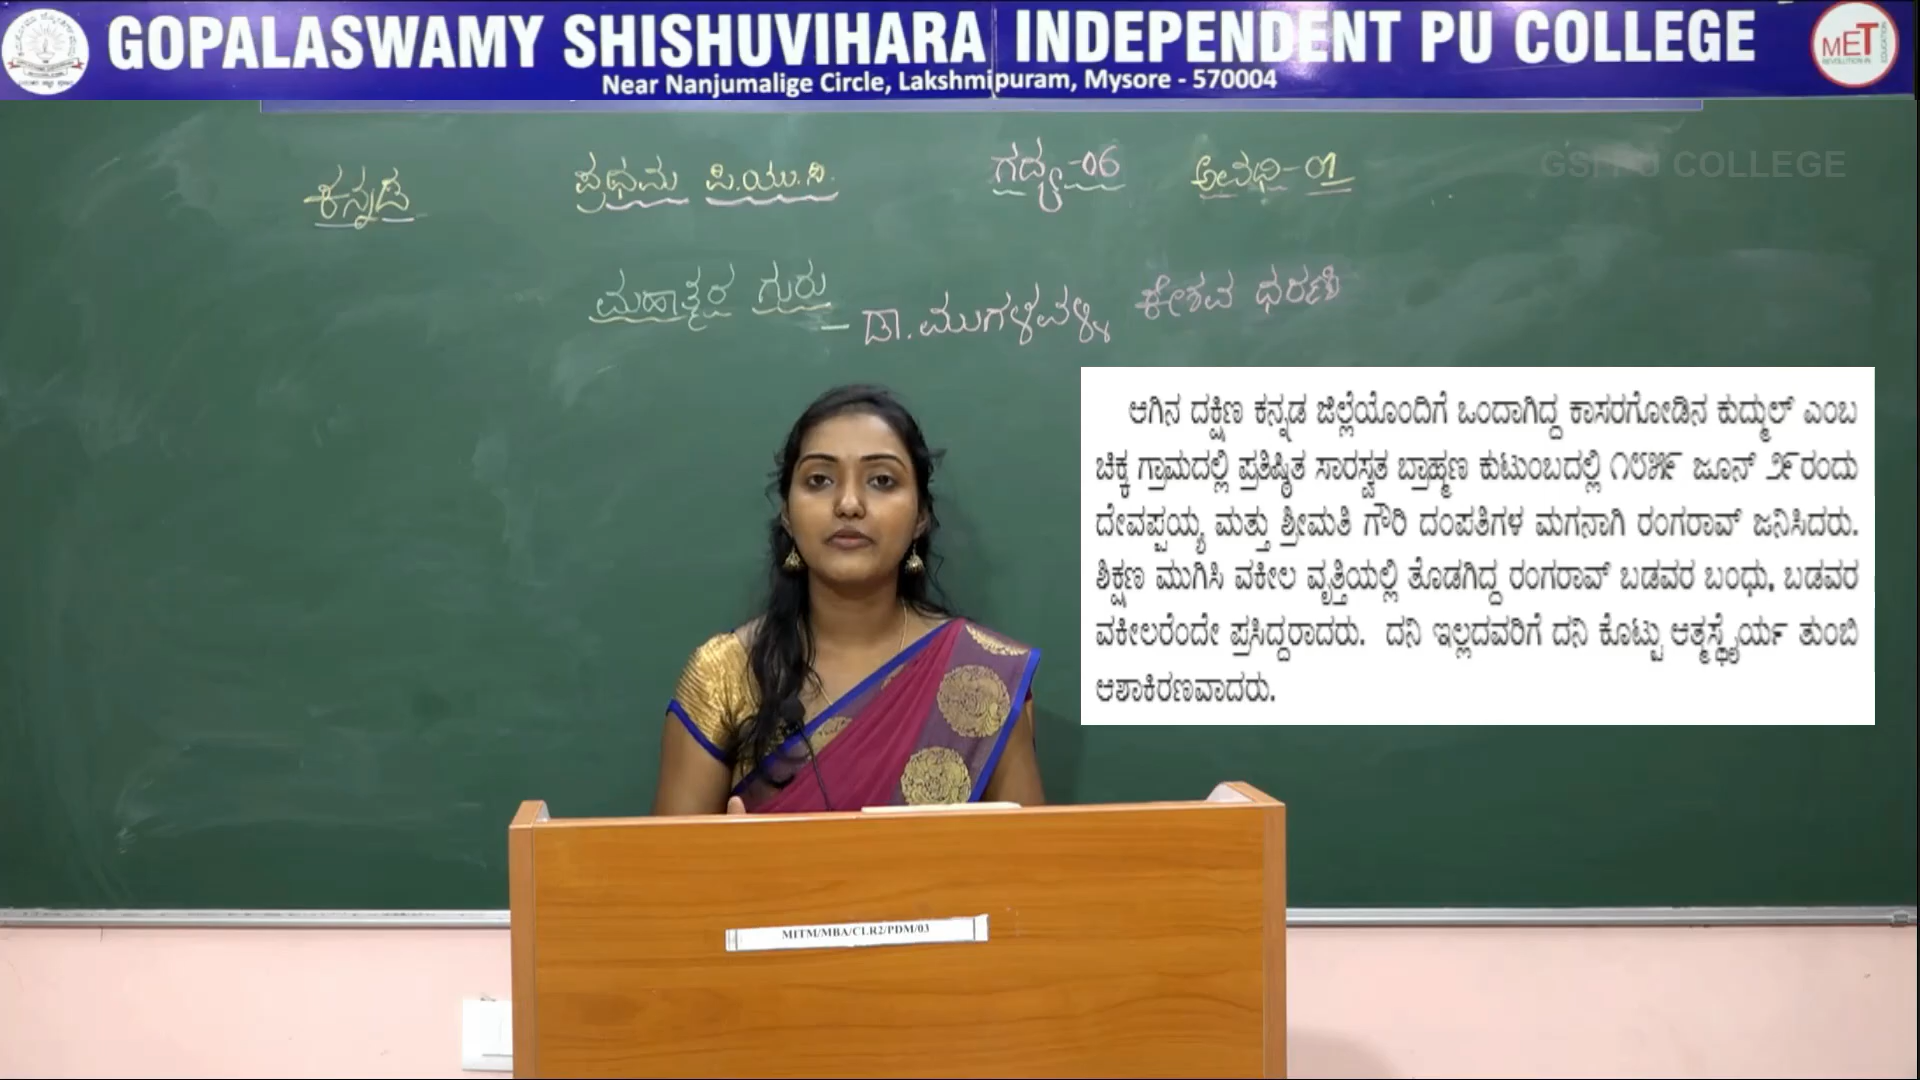 GOPALASWAMY SHISHUVIHARA INDEPENDENT PU COLLEGE
Near Nanjumalige Circle, Lakshmipuram, Mysore - 570004
MET
GSI PU COLLEGE
ಕನ್ನಡ ಪ್ರಥಮ ಪಿ.ಯು.ಸಿ. ಗದ್ಯ-06 ಅವಧಿ-01
ಮಹಾತ್ಮರ ಗುರು
- ಡಾ.ಮುಗಳವಳ್ಳಿ ಕೇಶವ ಧರಣಿ
ಆಗಿನ ದಕ್ಷಿಣ ಕನ್ನಡ ಜಿಲ್ಲೆಯೊಂದಿಗೆ ಒಂದಾಗಿದ್ದ ಕಾಸರಗೋಡಿನ ಕುದ್ಮುಲ್ ಎಂಬ
ಚಿಕ್ಕ ಗ್ರಾಮದಲ್ಲಿ ಪ್ರತಿಷ್ಠಿತ ಸಾರಸ್ವತ ಬ್ರಾಹ್ಮಣ ಕುಟುಂಬದಲ್ಲಿ ೧೮೫೯ ಜೂನ್ ೨೯ರಂದು
ದೇವಪ್ಪಯ್ಯ ಮತ್ತು ಶ್ರೀಮತಿ ಗೌರಿ ದಂಪತಿಗಳ ಮಗನಾಗಿ ರಂಗರಾವ್ ಜನಿಸಿದರು.
ಶಿಕ್ಷಣ ಮುಗಿಸಿ ವಕೀಲ ವೃತ್ತಿಯಲ್ಲಿ ತೊಡಗಿದ್ದ ರಂಗರಾವ್ ಬಡವರ ಬಂಧು, ಬಡವರ
ವಕೀಲರೆಂದೇ ಪ್ರಸಿದ್ಧರಾದರು. ದನಿ ಇಲ್ಲದವರಿಗೆ ದನಿ ಕೊಟ್ಟು ಆತ್ಮಸ್ಥೈರ್ಯ ತುಂಬಿ
ಆಶಾಕಿರಣವಾದರು.
MITM/MBA/CLR2/PDM/03